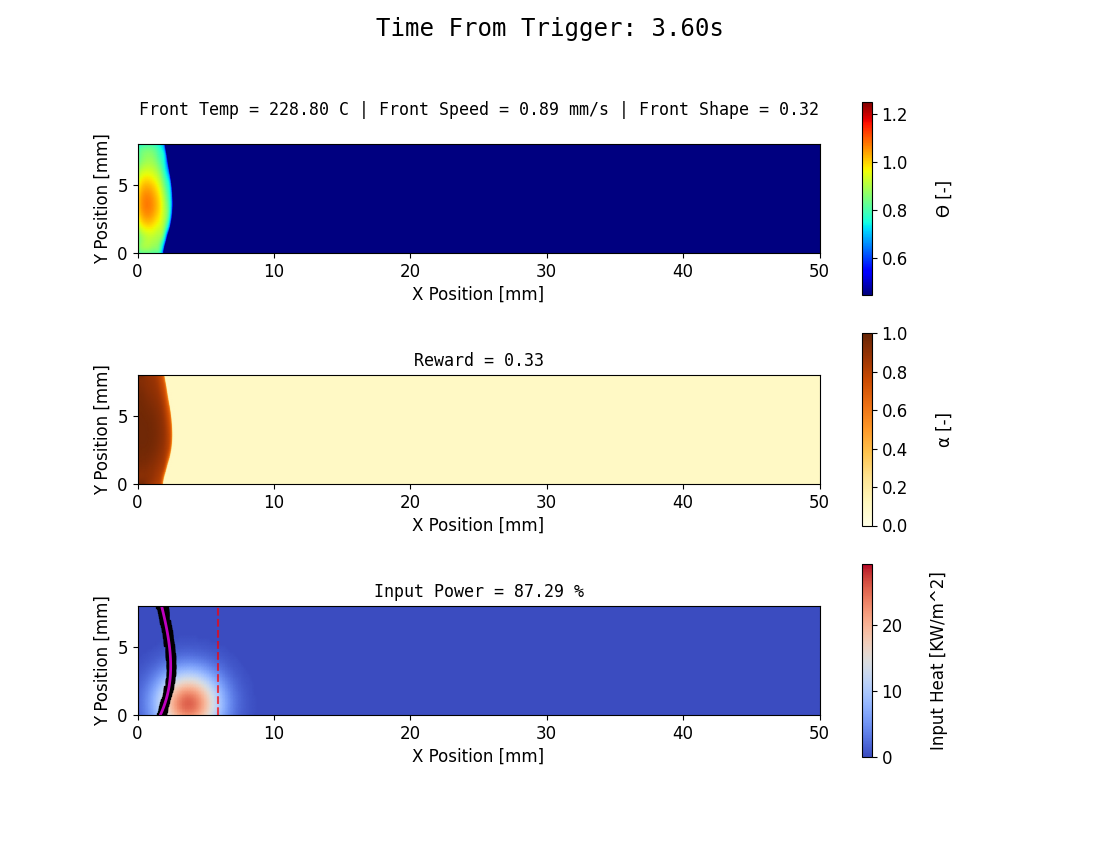 Time From Trigger: 3.60s
Front Temp = 228.80 C | Front Speed = 0.89 mm/s | Front Shape = 0.32
Y Position [mm]
5
0
0 10 20 30 40 50
X Position [mm]
1.2
1.0
0.8
0.6
Θ [-]
Reward = 0.33
Y Position [mm]
5
0
0 10 20 30 40 50
X Position [mm]
1.0
0.8
0.6
0.4
0.2
0.0
α [-]
Input Power = 87.29 %
Y Position [mm]
5
0
0 10 20 30 40 50
X Position [mm]
20
10
0
Input Heat [KW/m^2]